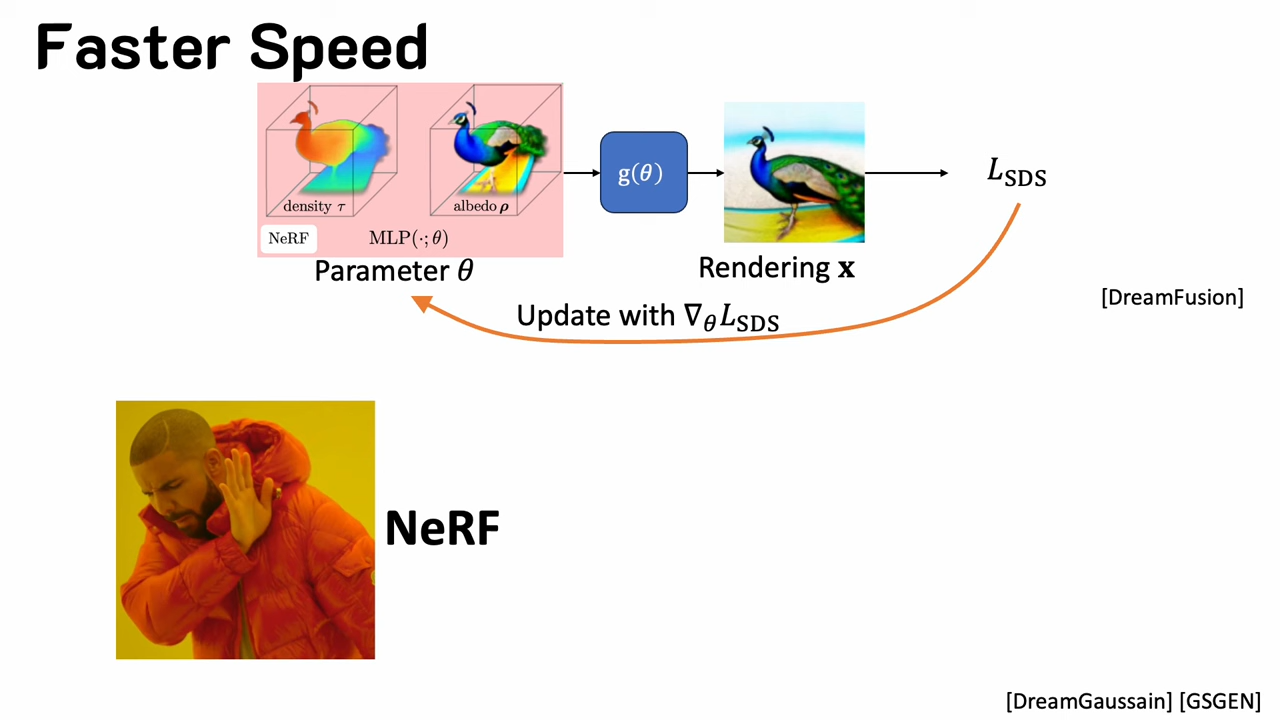 Faster Speed
density τ
albedo ρ
NeRF
MLP(·;θ)
Parameter θ
g(θ)
Rendering x
L_SDS
Update with ∇_θ L_SDS
[DreamFusion]
NeRF
[DreamGaussain] [GSGEN]